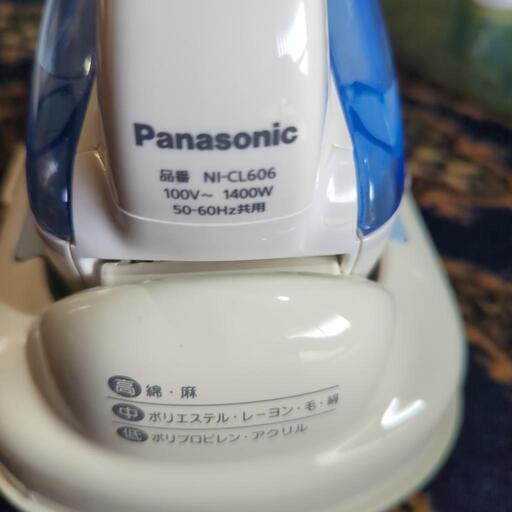 Panasonic
品番 NI-CL606
100V～ 1400W
50-60Hz共用
高 綿・麻
中 ポリエステル・レーヨン・毛・絹
低 ポリプロピレン・アクリル